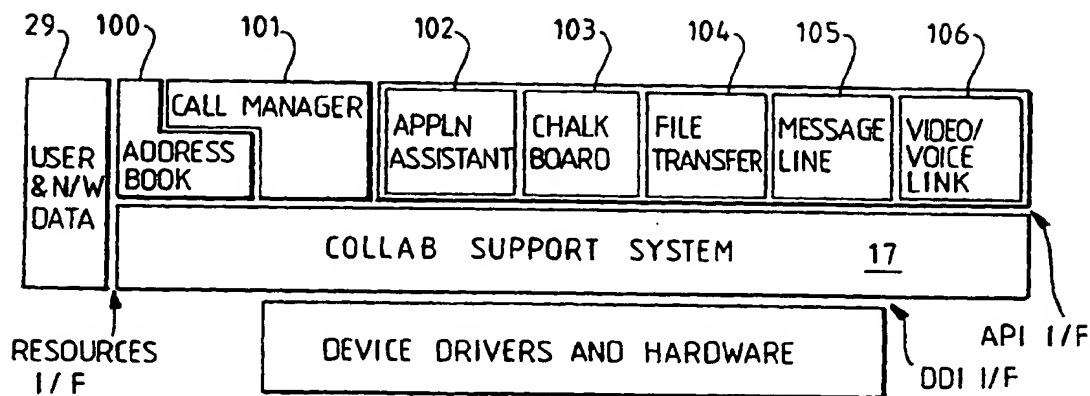 29
100
101
102
103
104
105
106
USER
& N/W
DATA
ADDRESS
BOOK
CALL MANAGER
APPLN
ASSISTANT
CHALK
BOARD
FILE
TRANSFER
MESSAGE
LINE
VIDEO/
VOICE
LINK
COLLAB SUPPORT SYSTEM 17
RESOURCES
I/F
DEVICE DRIVERS AND HARDWARE
DDI I/F
API I/F